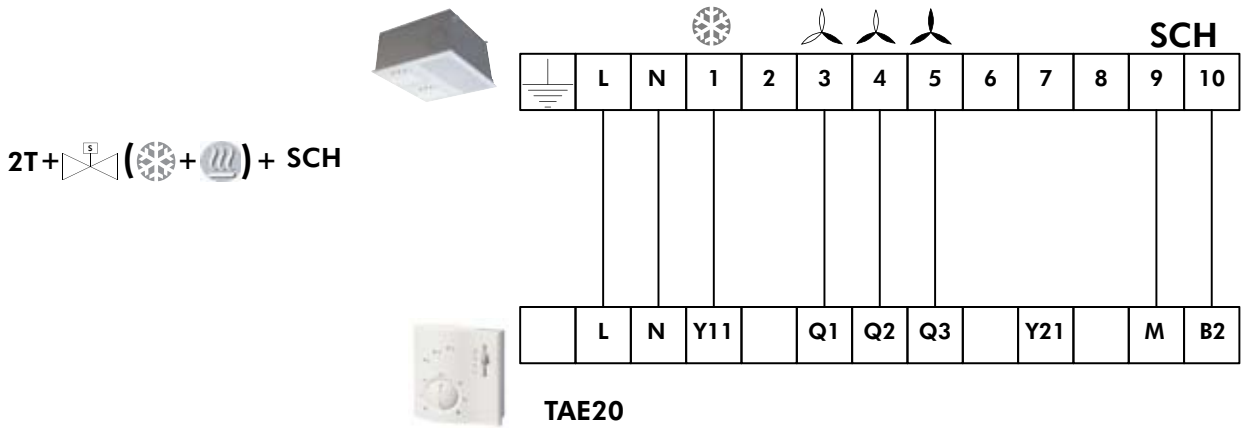 SCH
L N 1 2 3 4 5 6 7 8 9 10
2T + S ( + ) + SCH
L N Y11 Q1 Q2 Q3 Y21 M B2
TAE20